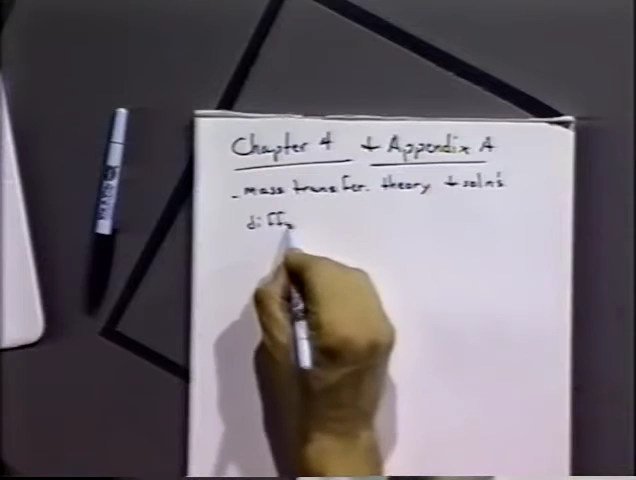 Chapter 4 + Appendix A
- mass transfer. theory + soln's
diff